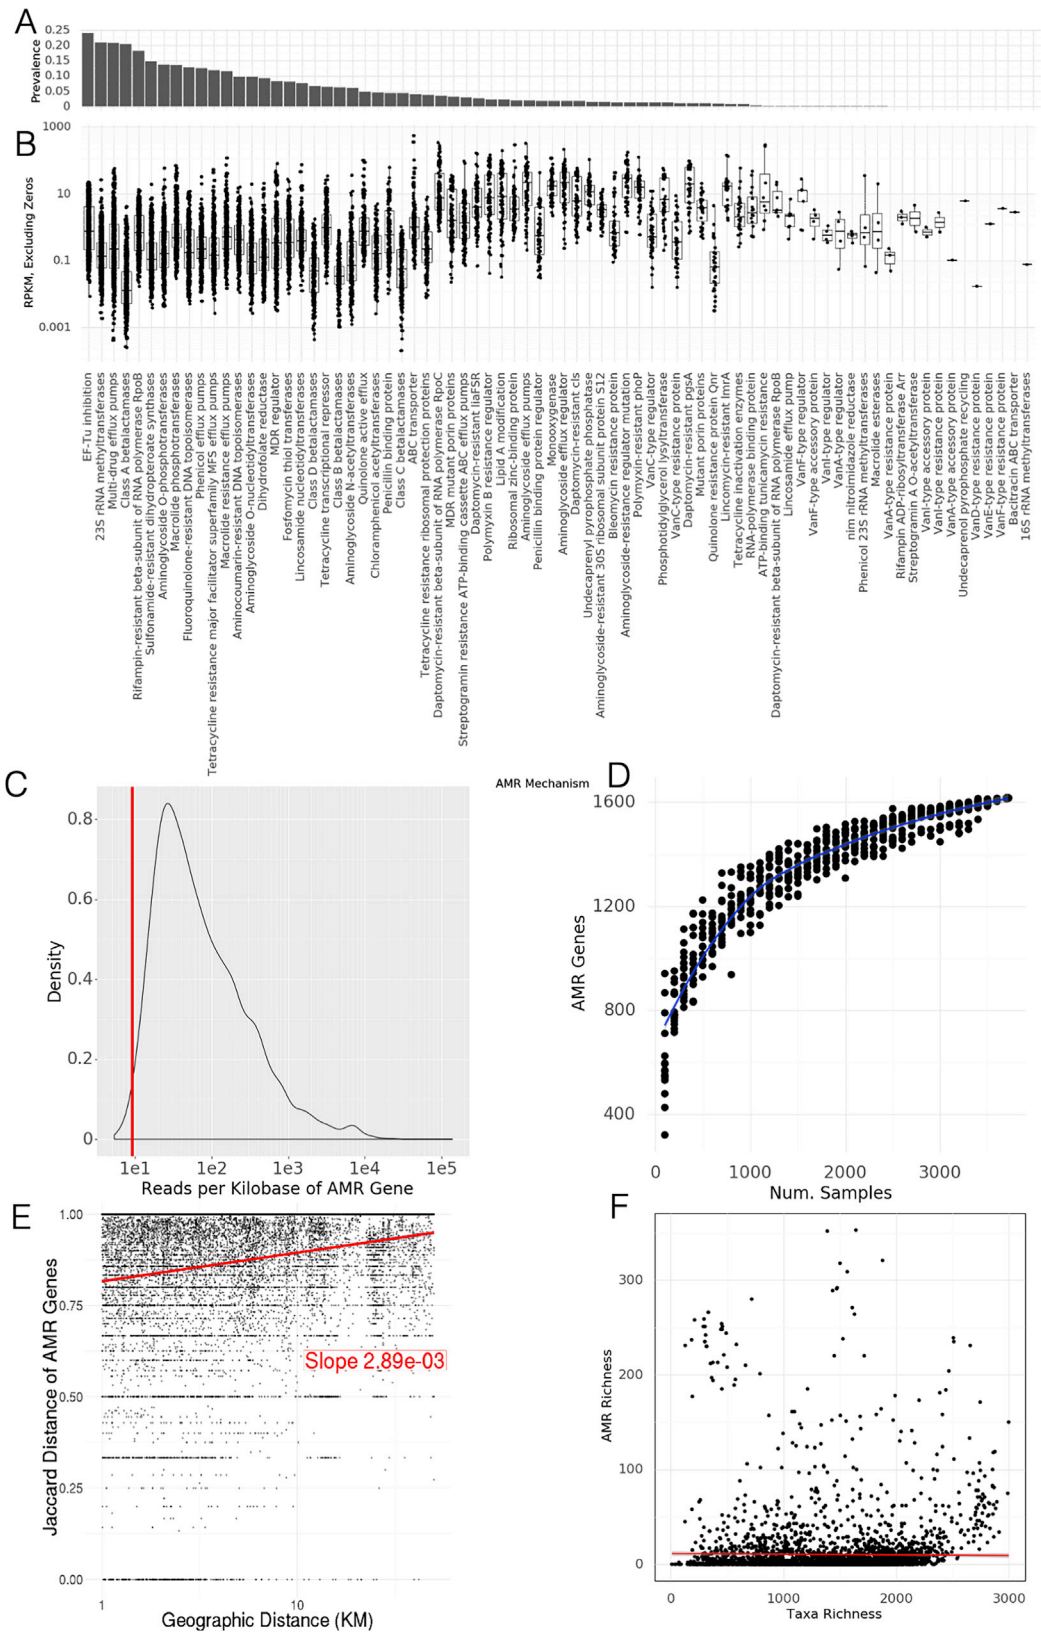 A
0.25
0.20
0.15
0.10
0.05
0
Prevalence
B
1000
10
0.1
0.001
RPKM, Excluding Zeros
EF-Tu inhibition
23S rRNA methyltransferases
Multi-drug efflux pumps
Class A betalactamases
Rifampin-resistant beta-subunit of RNA polymerase RpoB
Sulfonamide-resistant dihydropteroate synthases
Aminoglycoside O-phosphotransferases
Macrolide phosphotransferases
Fluoroquinolone-resistant DNA topoisomerases
Phenicol efflux pumps
Tetracycline resistance major facilitator superfamily MFS efflux pumps
Macrolide resistance efflux pumps
Aminocoumarin-resistant DNA topoisomerases
Aminoglycoside O-nucleotidyltransferases
Dihydrofolate reductase
MDR regulator
Fosfomycin thiol transferases
Lincosamide nucleotidyltransferases
Class D betalactamases
Tetracycline transcriptional repressor
Class B betalactamases
Aminoglycoside N-acetyltransferases
Quinolone active efflux
Chloramphenicol acetyltransferases
Penicillin binding protein
Class C betalactamases
ABC transporter
Tetracycline resistance ribosomal protection proteins
Daptomycin-resistant beta-subunit of RNA polymerase RpoC
MDR mutant porin proteins
Streptogramin resistance ATP-binding cassette ABC efflux pumps
Daptomycin-resistant liaFSR
Polymyxin B resistance regulator
Lipid A modification
Ribosomal zinc-binding protein
Aminoglycoside efflux pumps
Penicillin binding protein regulator
Monooxygenase
Aminoglycoside efflux regulator
Daptomycin-resistant cls
Undecaprenyl pyrophosphate phosphatase
Aminoglycoside-resistant 30S ribosomal subunit protein S12
Bleomycin resistance protein
Aminoglycoside-resistance regulator mutation
Polymyxin-resistant phoP
VanC-type regulator
Phosphotidylglycerol lysyltransferase
VanC-type resistance protein
Daptomycin-resistant pgsA
Mutant porin proteins
Quinolone resistance protein Qnr
Lincomycin-resistant lmrA
Tetracycline inactivation enzymes
RNA-polymerase binding protein
ATP-binding tunicamycin resistance
Daptomycin-resistant beta-subunit of RNA polymerase RpoB
Lincosamide efflux pump
VanF-type regulator
VanF-type accessory protein
VanI-type regulator
VanA-type regulator
nim nitroimidazole reductase
Phenicol 23S rRNA methyltransferases
Macrolide esterases
VanA-type resistance protein
Rifampin ADP-ribosyltransferase Arr
Streptogramin A O-acetyltransferase
VanI-type accessory protein
VanI-type resistance protein
VanA-type accessory protein
Undecaprenyl pyrophosphate recycling
VanD-type resistance protein
VanE-type resistance protein
VanF-type resistance protein
Bacitracin ABC transporter
16S rRNA methyltransferases
AMR Mechanism
C
0.8
0.6
0.4
0.2
0
Density
1e1 1e2 1e3 1e4 1e5
Reads per Kilobase of AMR Gene
D
1600
1200
800
400
AMR Genes
0 1000 2000 3000
Num. Samples
E
1.00
0.75
0.50
0.25
0.00
Jaccard Distance of AMR Genes
Slope 2.89e-03
1 10
Geographic Distance (KM)
F
300
200
100
0
AMR Richness
0 1000 2000 3000
Taxa Richness